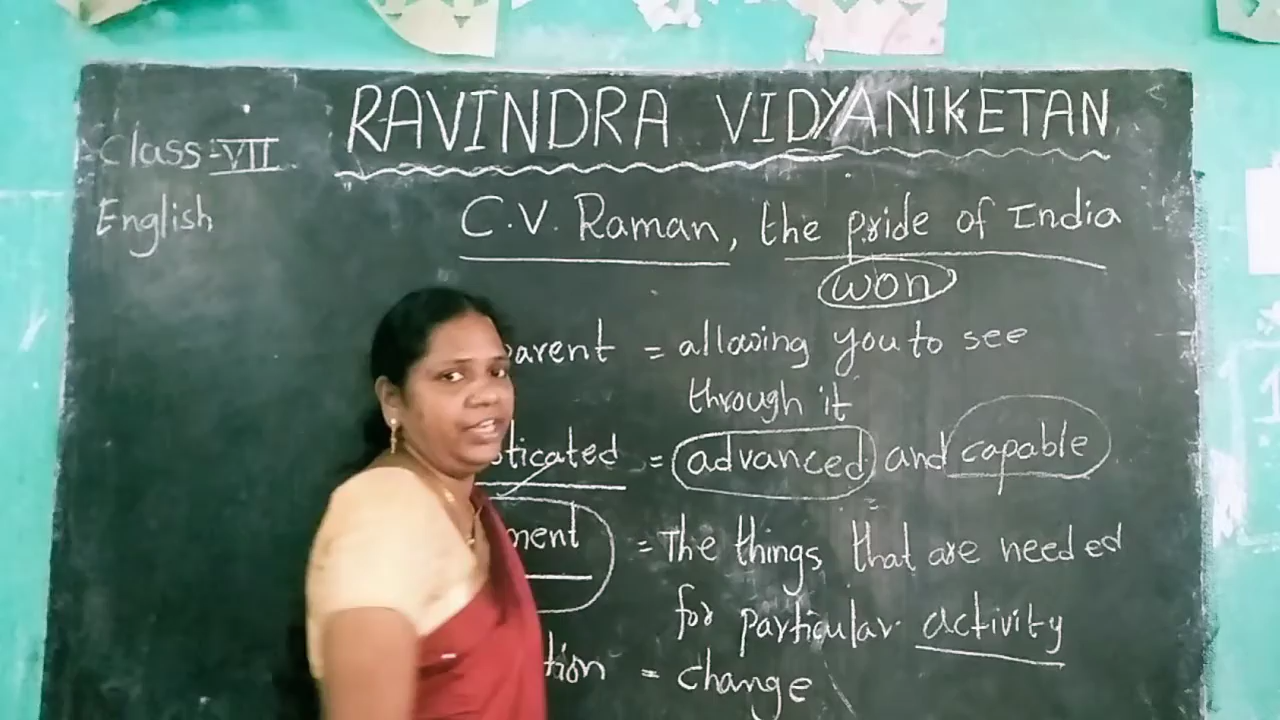 RAVINDRA VIDYANIKETAN
Class-VII
English
C.V. Raman, the pride of India
won
arent = allowing you to see
through it
sticated = advanced and capable
ment = The things that are needed
for particular activity
tion = change